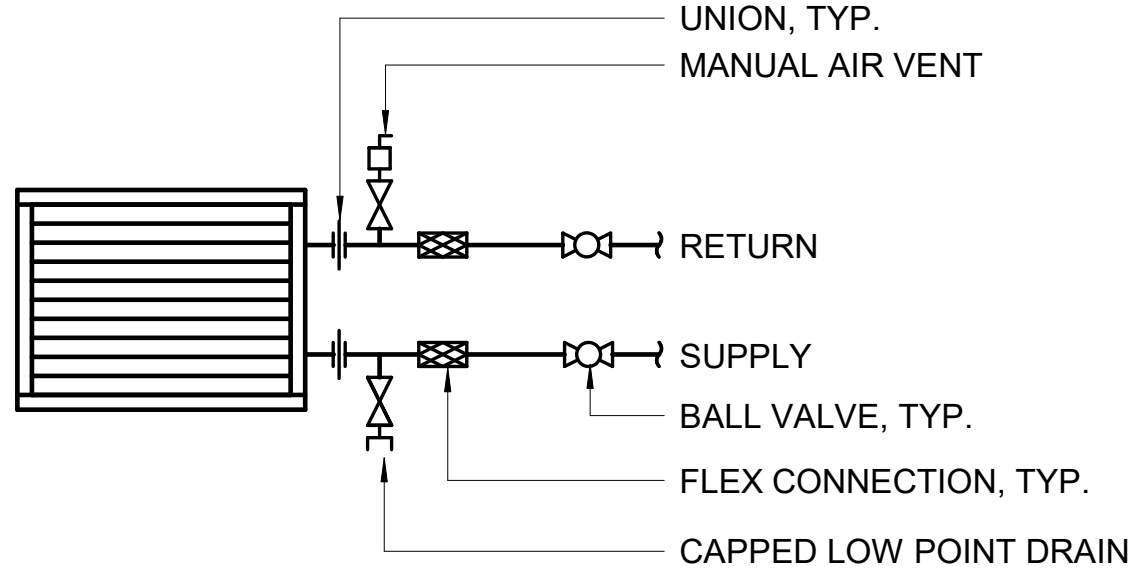 UNION, TYP.
MANUAL AIR VENT
RETURN
SUPPLY
BALL VALVE, TYP.
FLEX CONNECTION, TYP.
CAPPED LOW POINT DRAIN